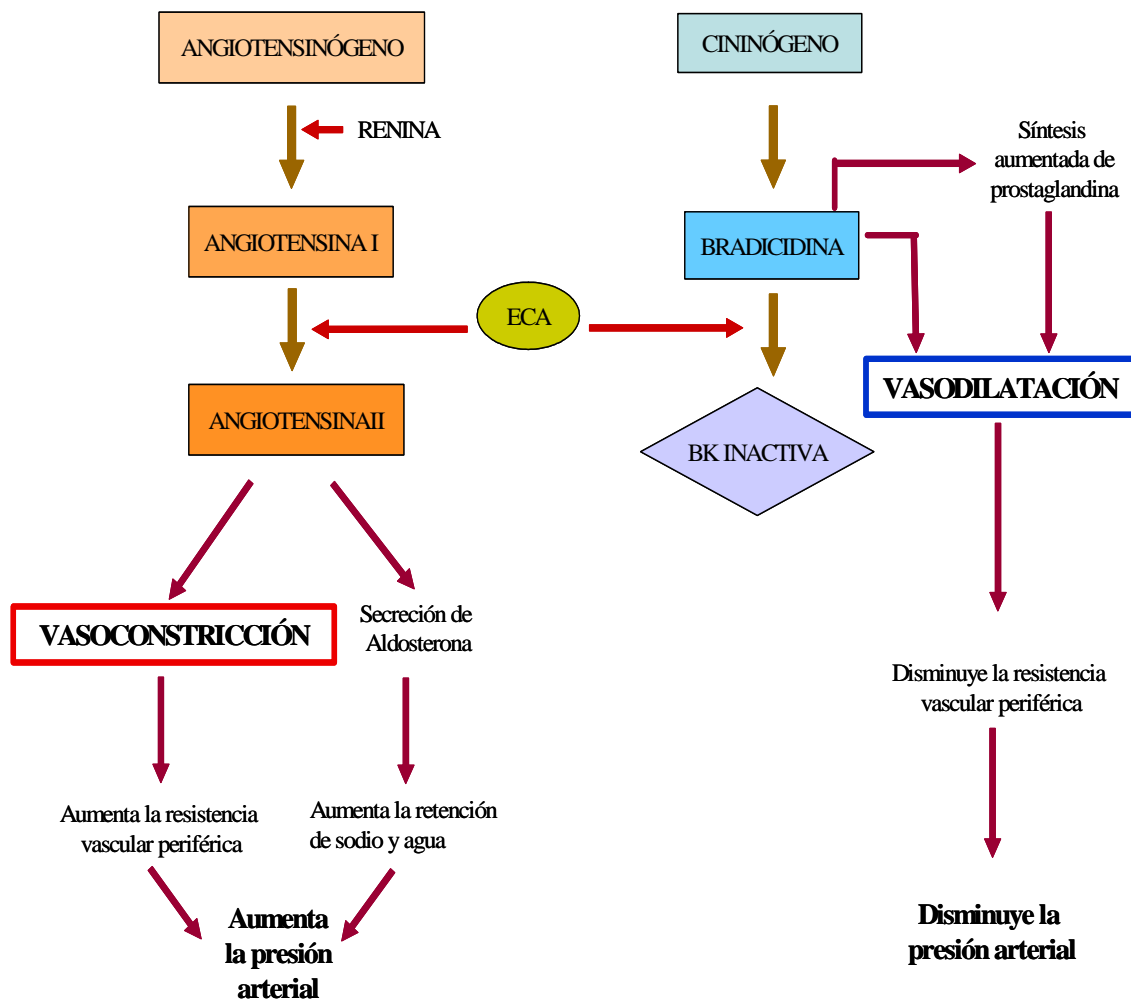 ANGIOTENSINÓGENO
CININÓGENO
RENINA
Síntesis
aumentada de
prostaglandina
ANGIOTENSINA I
BRADICIDINA
ECA
ANGIOTENSINAII
VASODILATACIÓN
BK INACTIVA
VASOCONSTRICCIÓN
Secreción de
Aldosterona
Disminuye la resistencia
vascular periférica
Aumenta la resistencia
vascular periférica
Aumenta la retención
de sodio y agua
Aumenta
la presión
arterial
Disminuye la
presión arterial